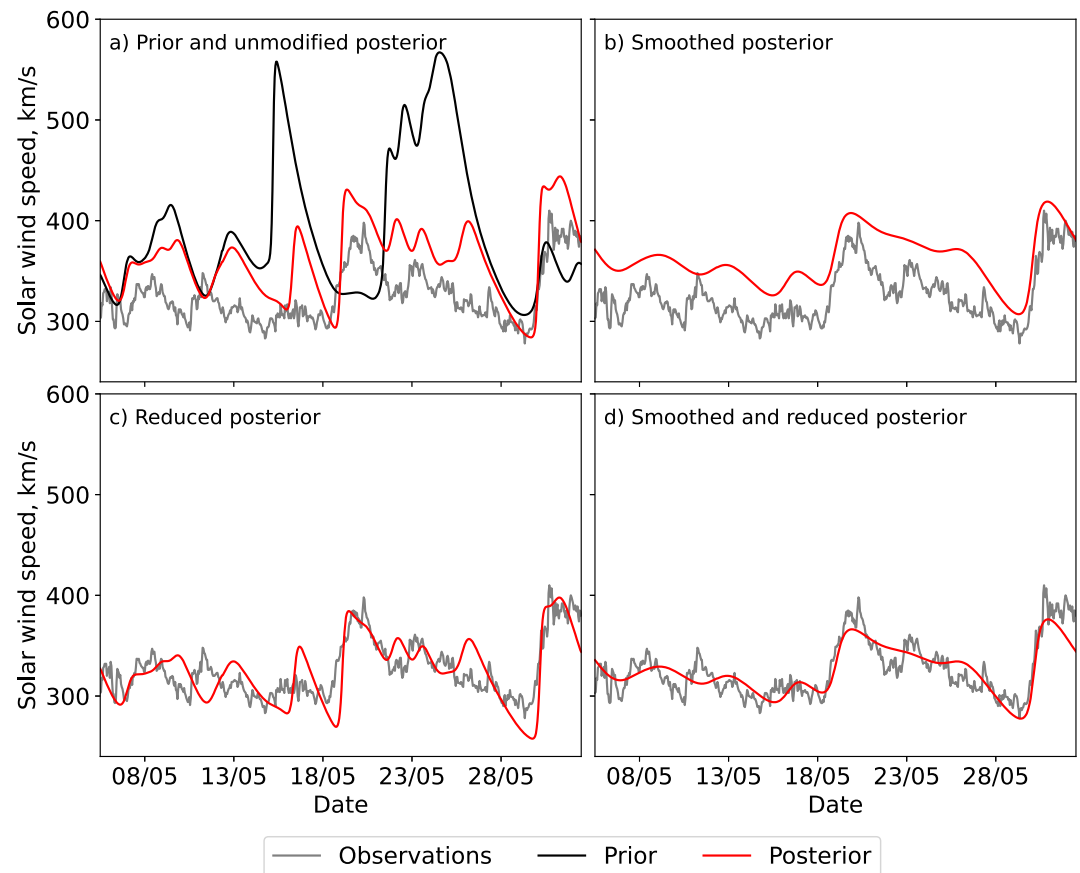 600
500
400
300
Solar wind speed, km/s
a) Prior and unmodified posterior
b) Smoothed posterior
600
500
400
300
Solar wind speed, km/s
c) Reduced posterior
d) Smoothed and reduced posterior
08/05 13/05 18/05 23/05 28/05
08/05 13/05 18/05 23/05 28/05
Date
Date
Observations Prior Posterior